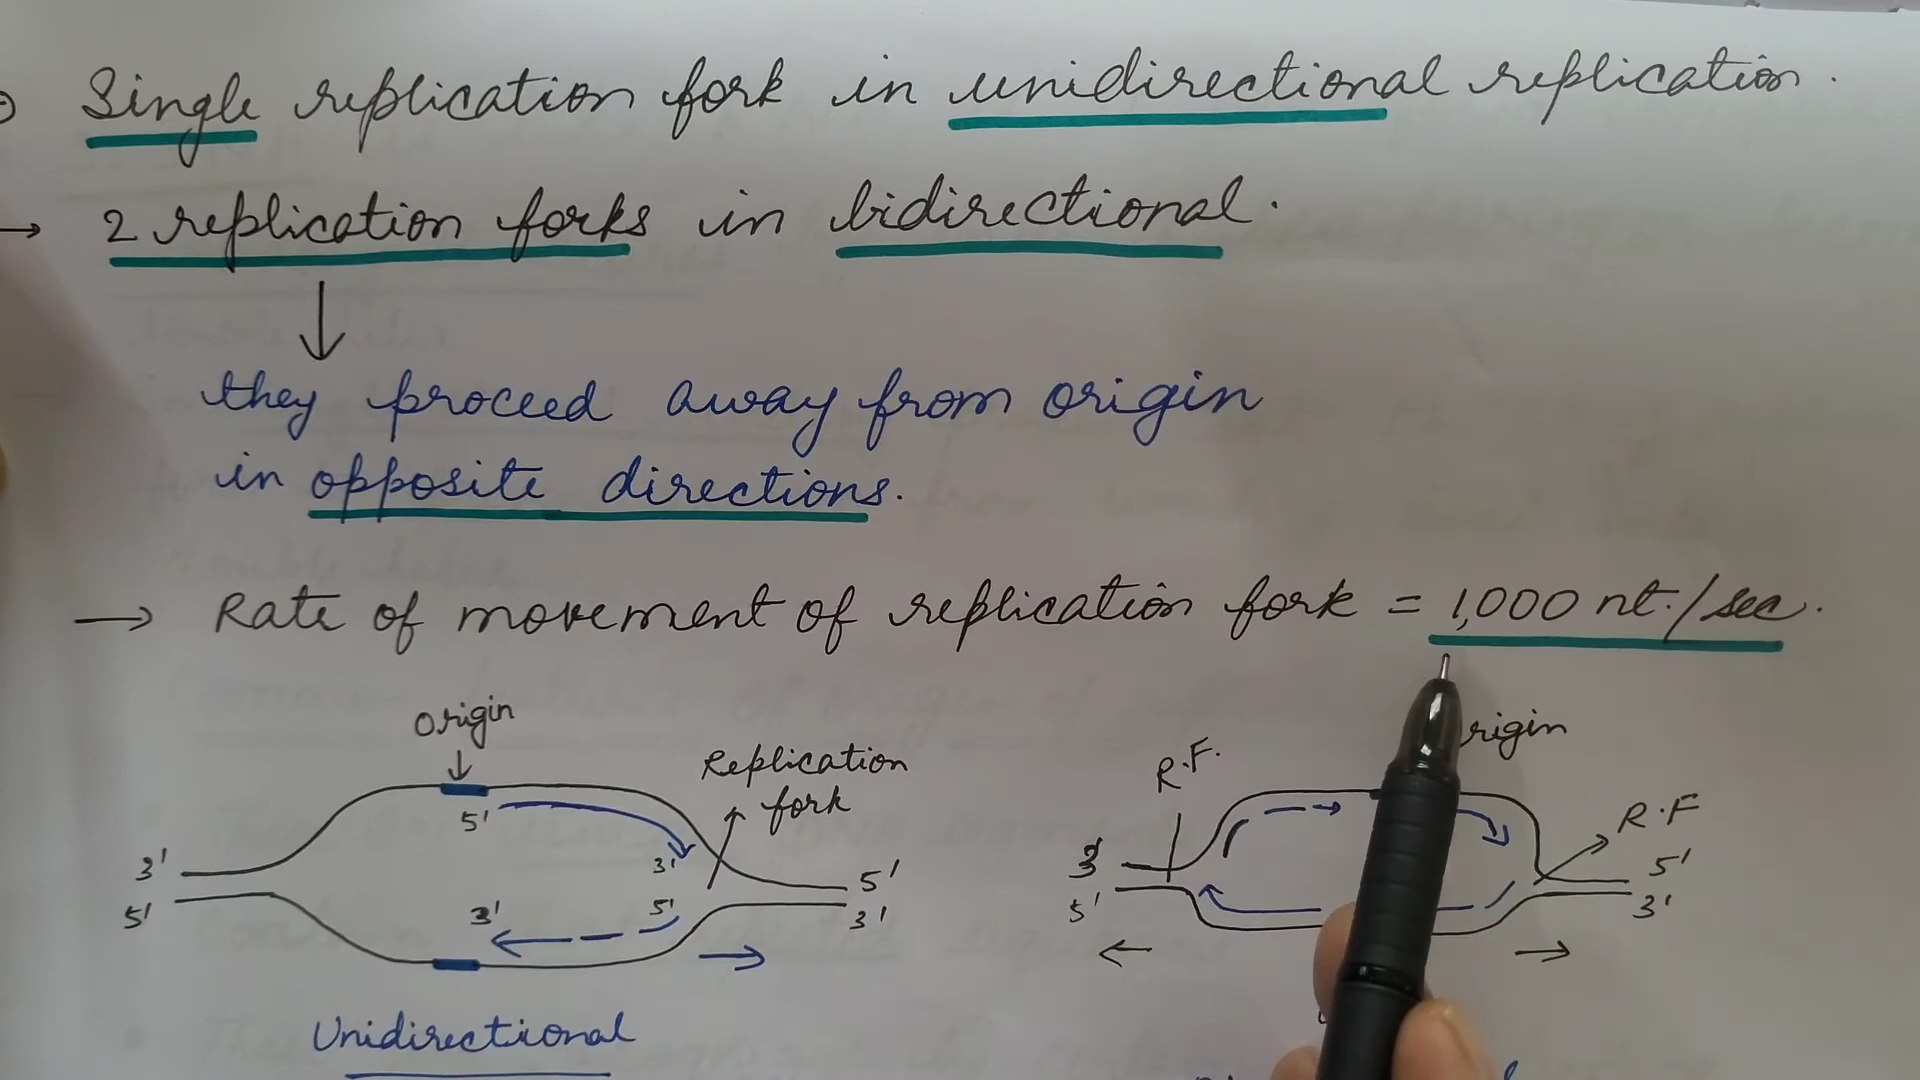 Single replication fork in unidirectional replication.
→ 2 replication forks in bidirectional.
they proceed away from origin
in opposite directions.
→ Rate of movement of replication fork = 1,000 nt./sec.
Origin
Replication
fork
5'
3'
3'
5'
3'
5'
5'
3'
Unidirectional
rigin
R.F.
R.F
3'
5'
5'
3'